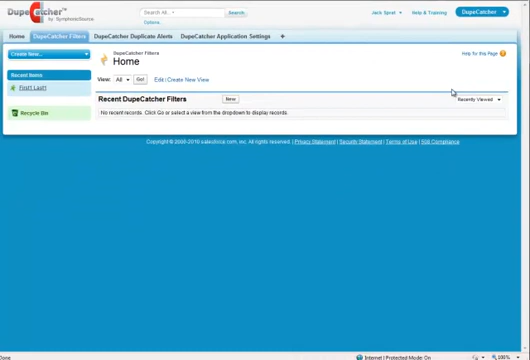 DupeCatcher™
by SymphonicSource
Search All
Search
Options...
Jack Sprat
Help & Training
DupeCatcher
Home
DupeCatcher Filters
DupeCatcher Duplicate Alerts
DupeCatcher Application Settings
+
Create New...
Recent Items
First1 Last1
Recycle Bin
DupeCatcher Filters
Home
Help for this Page
View: All Go! Edit | Create New View
Recent DupeCatcher Filters New Recently Viewed
No recent records. Click Go or select a view from the dropdown to display records.
Copyright © 2000-2010 salesforce.com, inc. All rights reserved. | Privacy Statement | Security Statement | Terms of Use | 508 Compliance
Done Internet | Protected Mode: On 100%